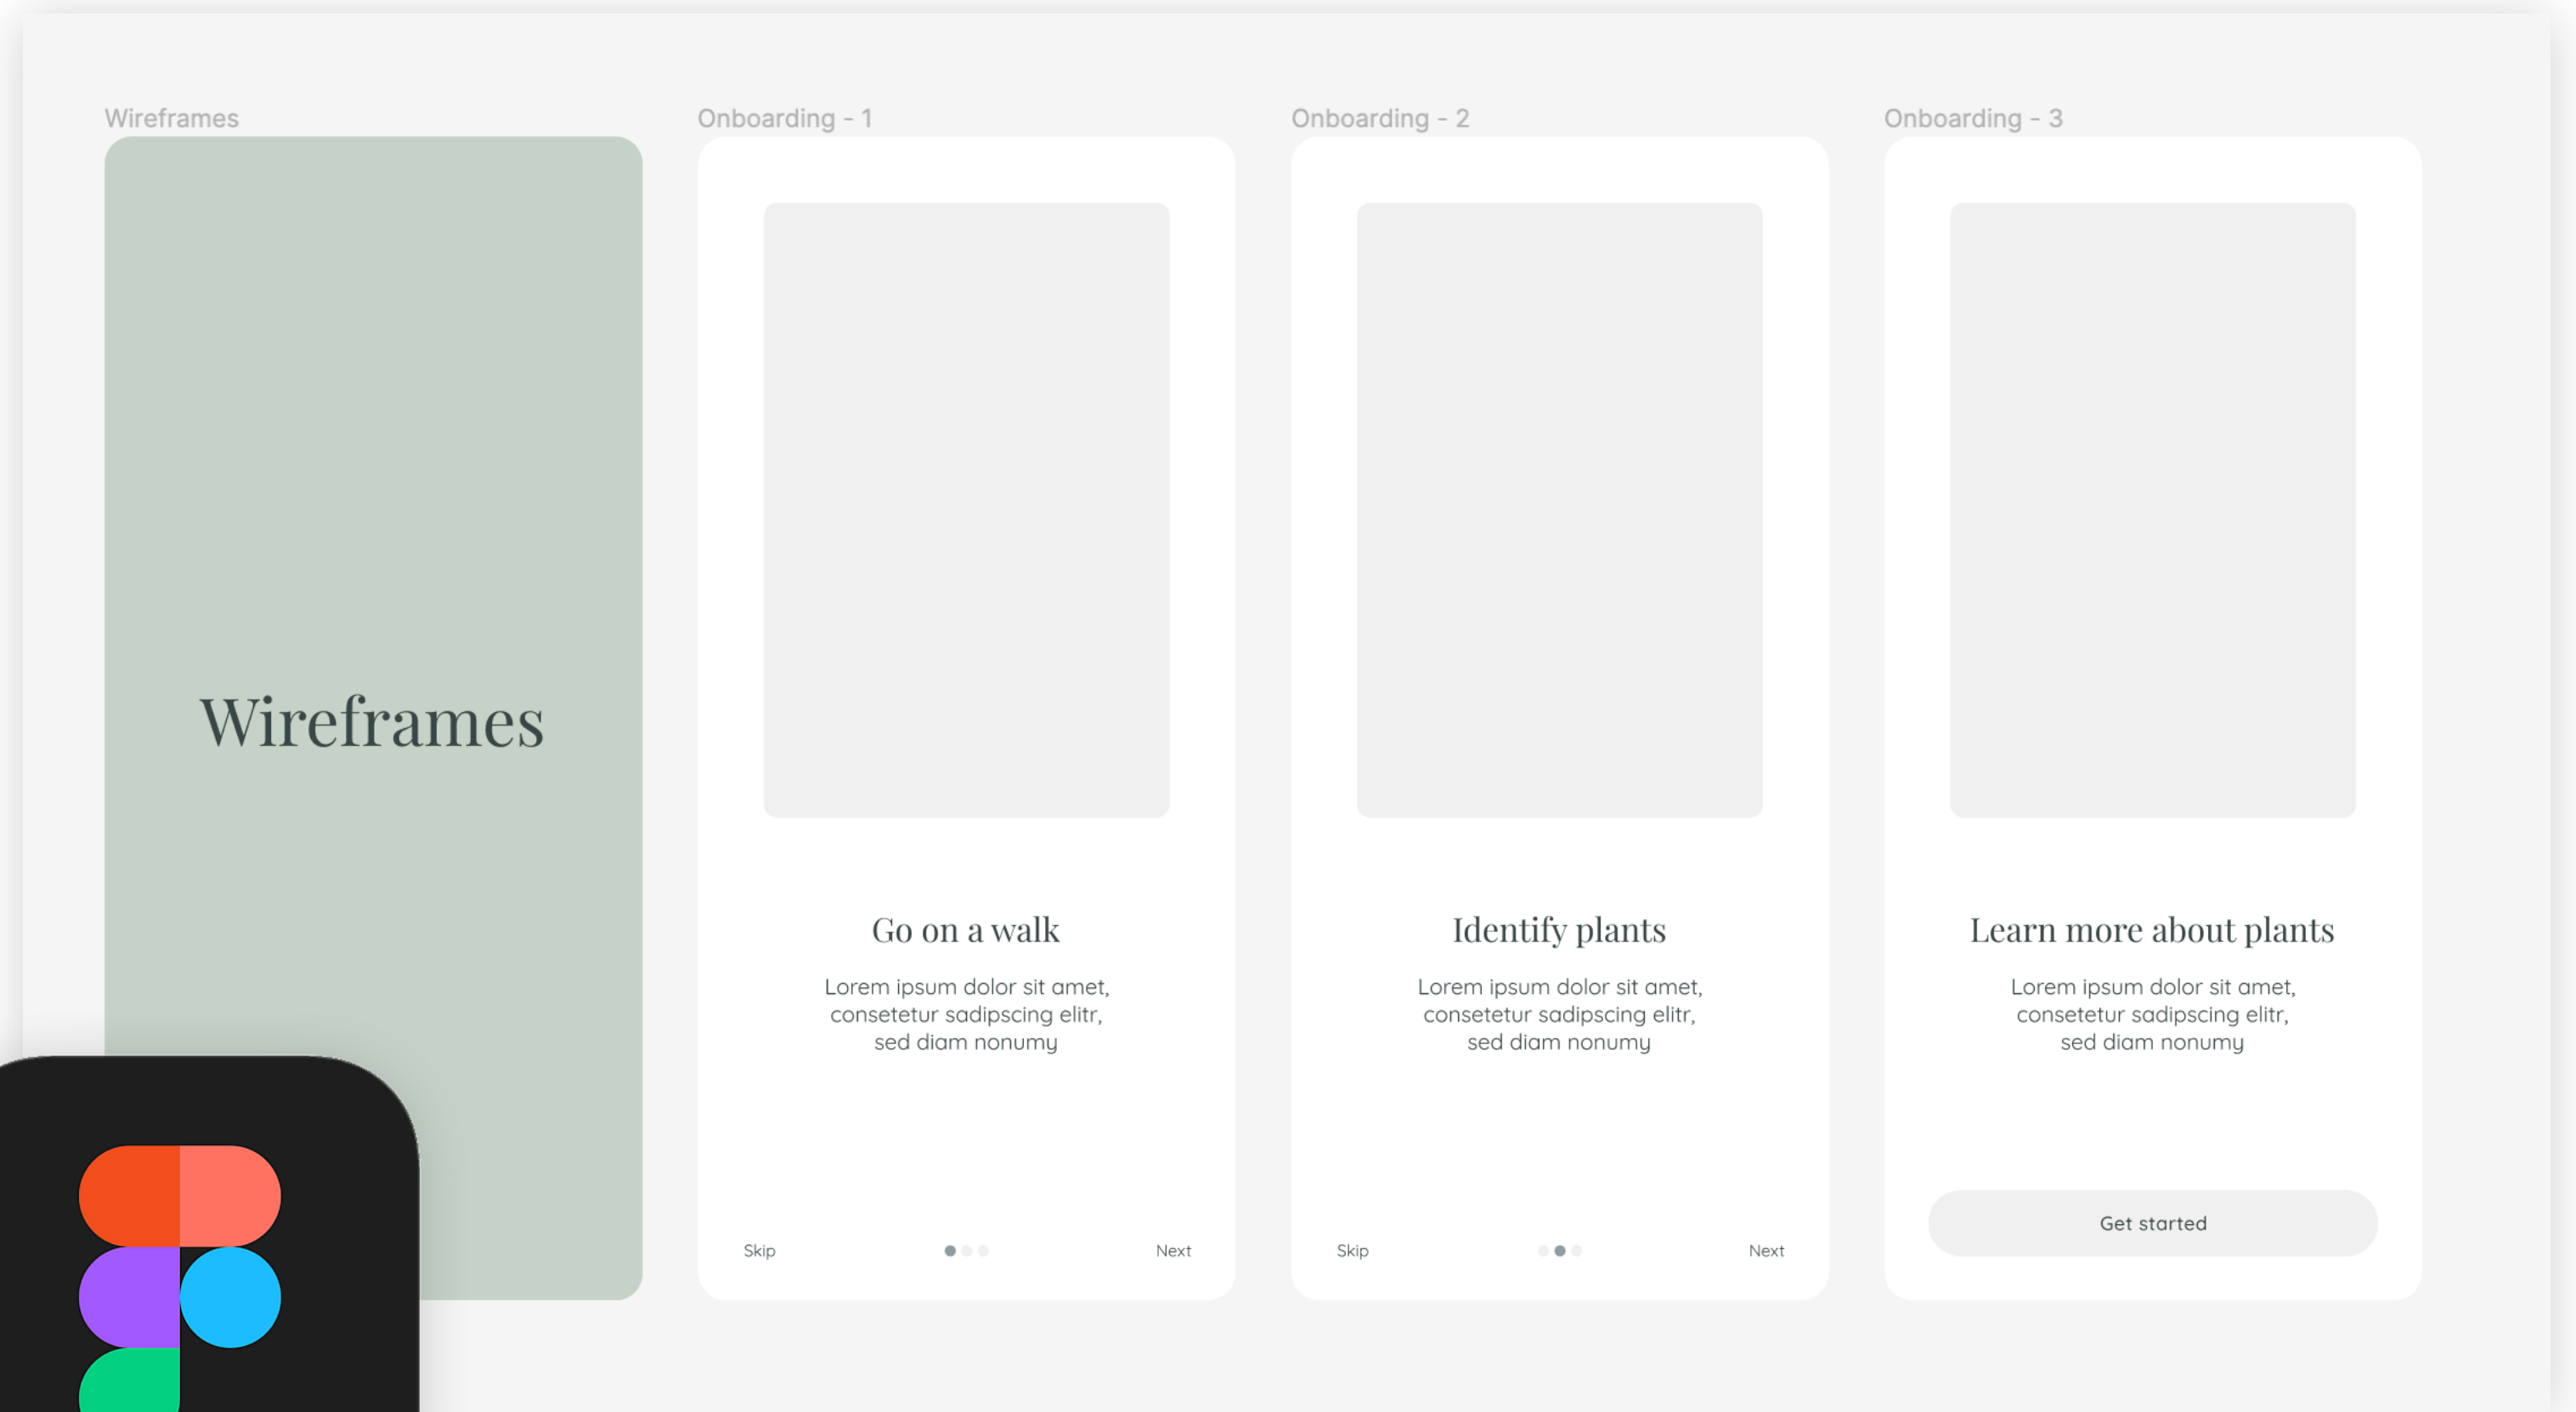 Wireframes
Onboarding - 1
Onboarding - 2
Onboarding - 3
Wireframes
Go on a walk
Lorem ipsum dolor sit amet,
consetetur sadipscing elitr,
sed diam nonumy
Skip
Next
Identify plants
Lorem ipsum dolor sit amet,
consetetur sadipscing elitr,
sed diam nonumy
Skip
Next
Learn more about plants
Lorem ipsum dolor sit amet,
consetetur sadipscing elitr,
sed diam nonumy
Get started